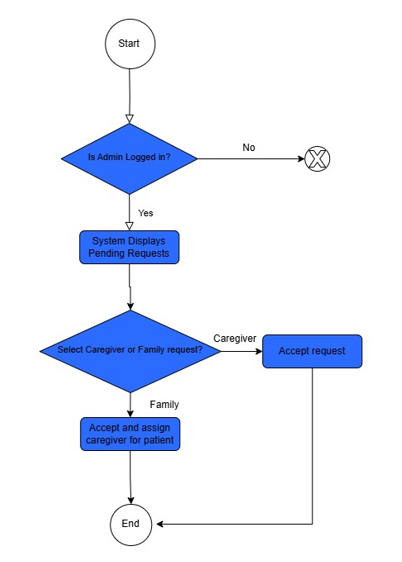 Start
Is Admin Logged in?
No
Yes
System Displays
Pending Requests
Select Caregiver or Family request?
Caregiver
Accept request
Family
Accept and assign
caregiver for patient
End